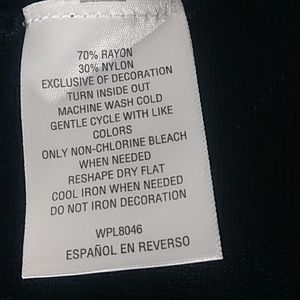 70% RAYON
30% NYLON
EXCLUSIVE OF DECORATION
TURN INSIDE OUT
MACHINE WASH COLD
GENTLE CYCLE WITH LIKE
COLORS
ONLY NON-CHLORINE BLEACH
WHEN NEEDED
RESHAPE DRY FLAT
COOL IRON WHEN NEEDED
DO NOT IRON DECORATION
WPL8046
ESPAÑOL EN REVERSO